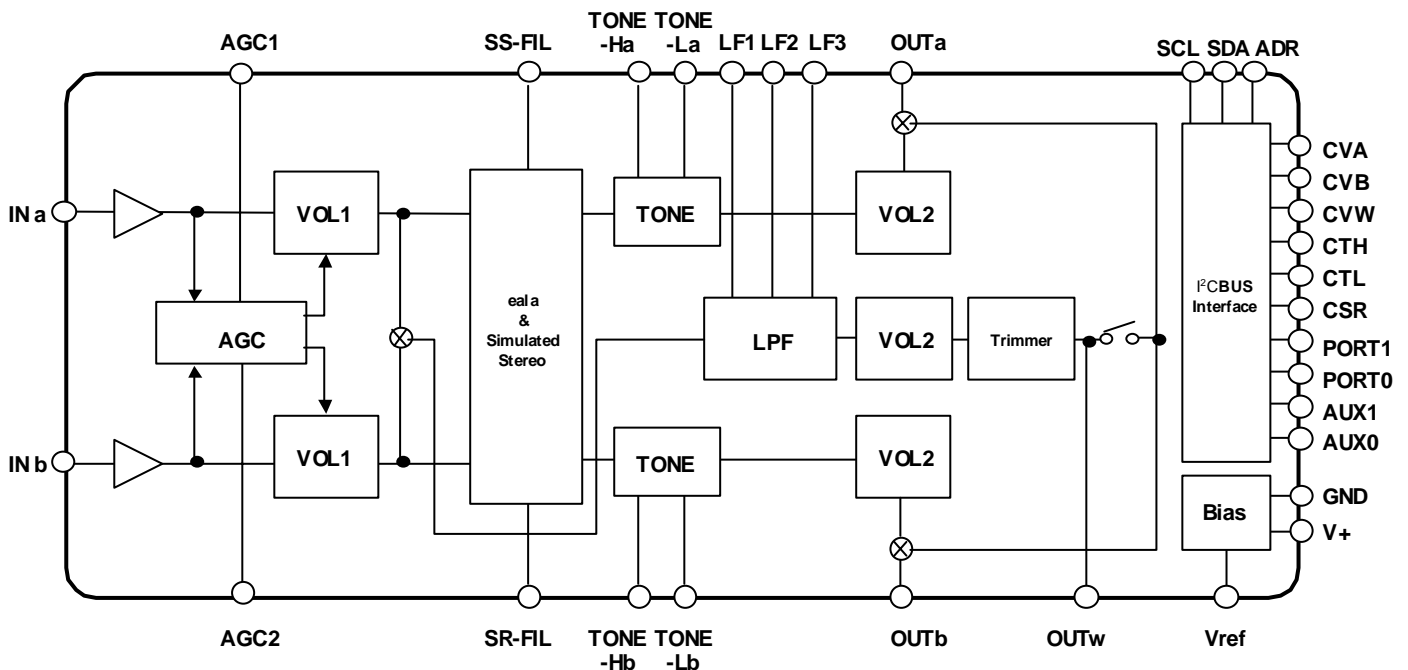 AGC1
SS-FIL
TONE
-Ha
TONE
-La
LF1
LF2
LF3
OUTa
SCL
SDA
ADR
INa
VOL1
TONE
VOL2
AGC
eala
&
Simulated
Stereo
LPF
VOL2
Trimmer
I²CBUS
Interface
CVA
CVB
CVW
CTH
CTL
CSR
PORT1
PORT0
AUX1
AUX0
INb
VOL1
TONE
VOL2
Bias
GND
V+
AGC2
SR-FIL
TONE
-Hb
TONE
-Lb
OUTb
OUTw
Vref